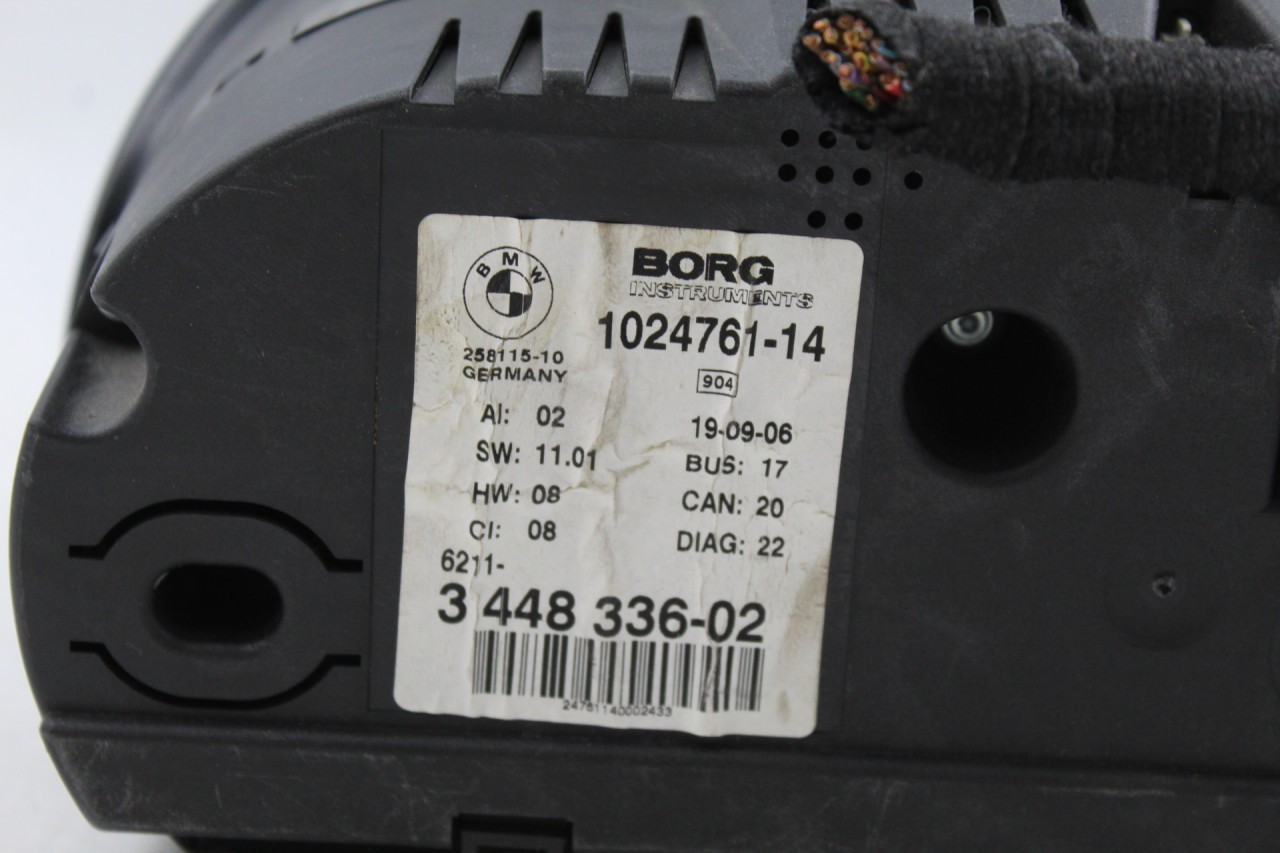 BMW
BORG
INSTRUMENTS
1024761-14
258115-10
GERMANY
904
AI: 02
19-09-06
SW: 11.01
BUS: 17
HW: 08
CAN: 20
CI: 08
DIAG: 22
6211-
3 448 336-02
24761140002433